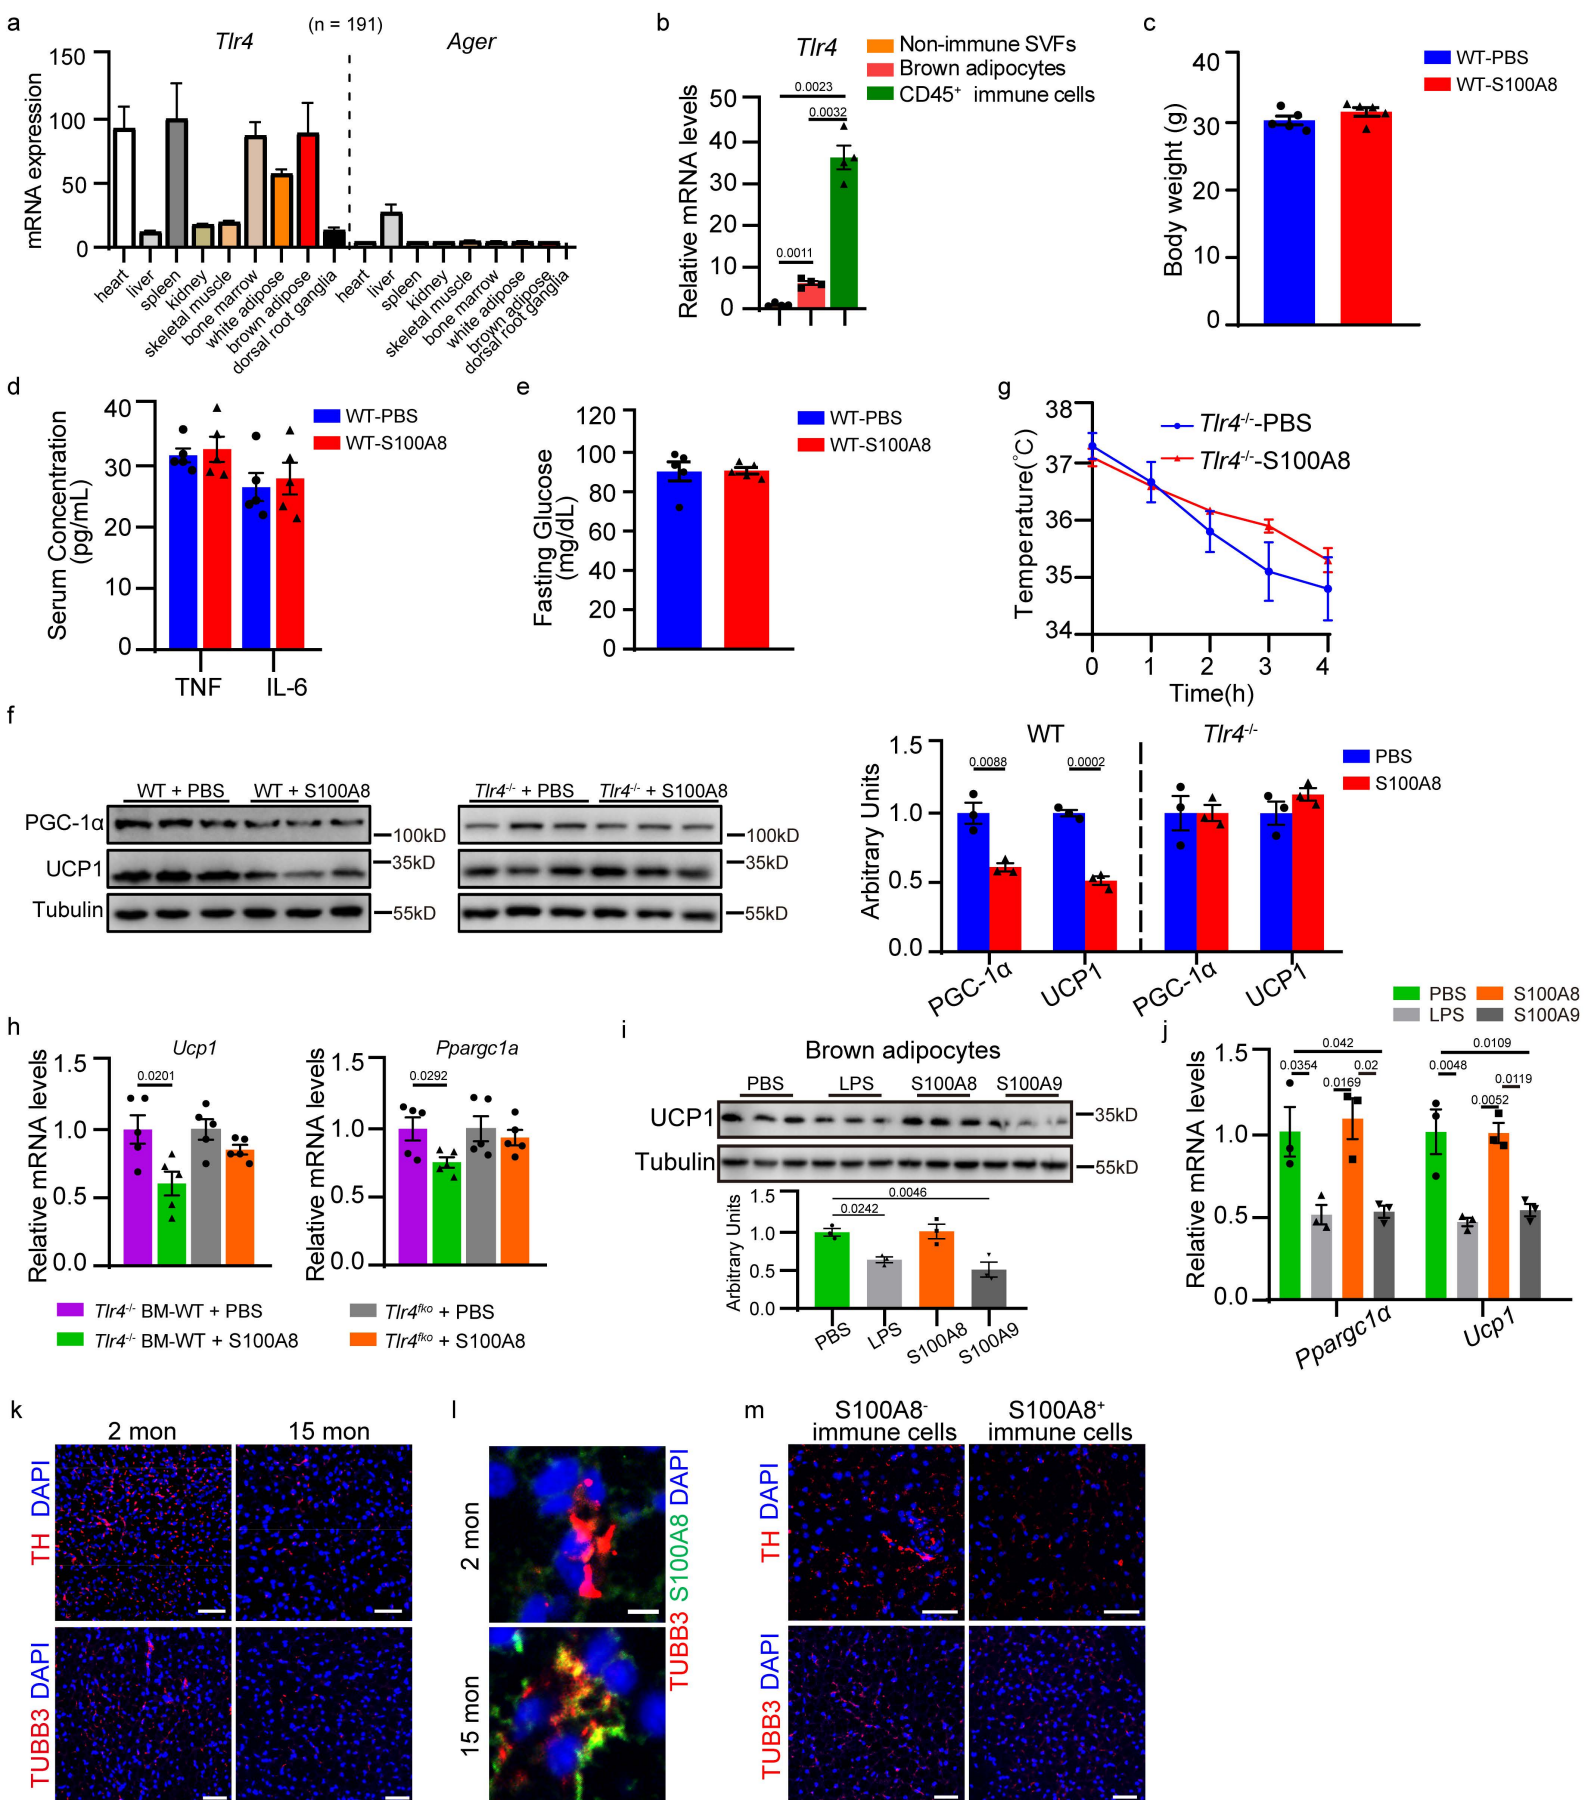 a
(n = 191)
Tlr4
Ager
mRNA expression
150
100
50
0
heart
liver
spleen
kidney
skeletal muscle
bone marrow
white adipose
brown adipose
dorsal root ganglia
heart
liver
spleen
kidney
skeletal muscle
bone marrow
white adipose
brown adipose
dorsal root ganglia
b
Tlr4
Non-immune SVFs
Brown adipocytes
CD45⁺ immune cells
Relative mRNA levels
50
40
30
20
10
0
0.0023
0.0032
0.0011
c
WT-PBS
WT-S100A8
Body weight (g)
40
30
20
10
0
d
Serum Concentration
(pg/mL)
40
30
20
10
0
WT-PBS
WT-S100A8
TNF
IL-6
e
Fasting Glucose
(mg/dL)
120
100
80
60
40
20
0
WT-PBS
WT-S100A8
g
Temperature(°C)
38
37
36
35
34
Tlr4⁻/⁻-PBS
Tlr4⁻/⁻-S100A8
0 1 2 3 4
Time(h)
f
WT + PBS WT + S100A8
Tlr4⁻/⁻ + PBS Tlr4⁻/⁻ + S100A8
PGC-1α
100kD
100kD
UCP1
35kD
35kD
Tubulin
55kD
55kD
WT
Tlr4⁻/⁻
PBS
S100A8
Arbitrary Units
1.5
1.0
0.5
0.0
0.0088
0.0002
PGC-1α
UCP1
PGC-1α
UCP1
h
Ucp1
Relative mRNA levels
1.5
1.0
0.5
0.0
0.0201
Ppargc1a
Relative mRNA levels
1.5
1.0
0.5
0.0
0.0292
Tlr4⁻/⁻ BM-WT + PBS
Tlr4⁻/⁻ BM-WT + S100A8
Tlr4fko + PBS
Tlr4fko + S100A8
i
Brown adipocytes
PBS LPS S100A8 S100A9
UCP1
35kD
Tubulin
55kD
Arbitrary Units
1.5
1.0
0.5
0.0
0.0046
0.0242
PBS
LPS
S100A8
S100A9
j
PBS
S100A8
LPS
S100A9
Relative mRNA levels
1.5
1.0
0.5
0.0
0.042
0.0354
0.02
0.0169
0.0109
0.0048
0.0119
0.0052
Ppargc1α
Ucp1
k
2 mon
15 mon
TH DAPI
TUBB3 DAPI
l
2 mon
15 mon
TUBB3 S100A8 DAPI
m
S100A8⁻
immune cells
S100A8⁺
immune cells
TH DAPI
TUBB3 DAPI